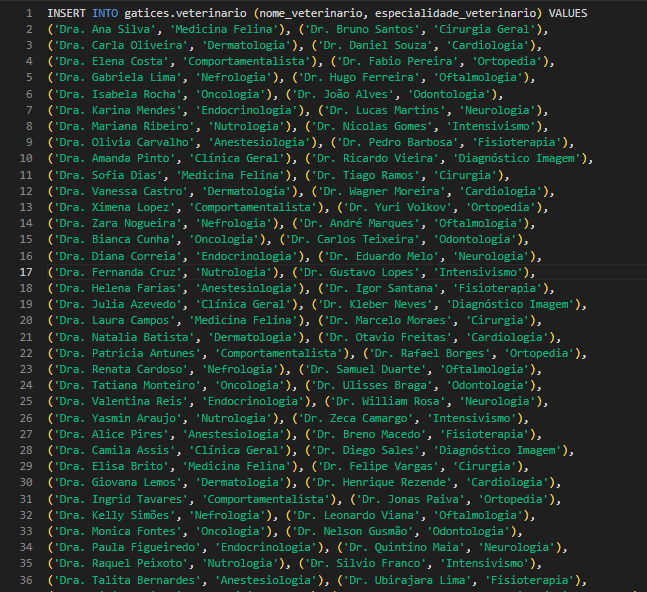 1 INSERT INTO gatices.veterinario (nome_veterinario, especialidade_veterinario) VALUES
2 ('Dra. Ana Silva', 'Medicina Felina'), ('Dr. Bruno Santos', 'Cirurgia Geral'),
3 ('Dra. Carla Oliveira', 'Dermatologia'), ('Dr. Daniel Souza', 'Cardiologia'),
4 ('Dra. Elena Costa', 'Comportamentalista'), ('Dr. Fabio Pereira', 'Ortopedia'),
5 ('Dra. Gabriela Lima', 'Nefrologia'), ('Dr. Hugo Ferreira', 'Oftalmologia'),
6 ('Dra. Isabela Rocha', 'Oncologia'), ('Dr. João Alves', 'Odontologia'),
7 ('Dra. Karina Mendes', 'Endocrinologia'), ('Dr. Lucas Martins', 'Neurologia'),
8 ('Dra. Mariana Ribeiro', 'Nutrologia'), ('Dr. Nicolas Gomes', 'Intensivismo'),
9 ('Dra. Olivia Carvalho', 'Anestesiologia'), ('Dr. Pedro Barbosa', 'Fisioterapia'),
10 ('Dra. Amanda Pinto', 'Clínica Geral'), ('Dr. Ricardo Vieira', 'Diagnóstico Imagem'),
11 ('Dra. Sofia Dias', 'Medicina Felina'), ('Dr. Tiago Ramos', 'Cirurgia'),
12 ('Dra. Vanessa Castro', 'Dermatologia'), ('Dr. Wagner Moreira', 'Cardiologia'),
13 ('Dra. Ximena Lopez', 'Comportamentalista'), ('Dr. Yuri Volkov', 'Ortopedia'),
14 ('Dra. Zara Nogueira', 'Nefrologia'), ('Dr. André Marques', 'Oftalmologia'),
15 ('Dra. Bianca Cunha', 'Oncologia'), ('Dr. Carlos Teixeira', 'Odontologia'),
16 ('Dra. Diana Correia', 'Endocrinologia'), ('Dr. Eduardo Melo', 'Neurologia'),
17 ('Dra. Fernanda Cruz', 'Nutrologia'), ('Dr. Gustavo Lopes', 'Intensivismo'),
18 ('Dra. Helena Farias', 'Anestesiologia'), ('Dr. Igor Santana', 'Fisioterapia'),
19 ('Dra. Julia Azevedo', 'Clínica Geral'), ('Dr. Kleber Neves', 'Diagnóstico Imagem'),
20 ('Dra. Laura Campos', 'Medicina Felina'), ('Dr. Marcelo Moraes', 'Cirurgia'),
21 ('Dra. Natalia Batista', 'Dermatologia'), ('Dr. Otavio Freitas', 'Cardiologia'),
22 ('Dra. Patricia Antunes', 'Comportamentalista'), ('Dr. Rafael Borges', 'Ortopedia'),
23 ('Dra. Renata Cardoso', 'Nefrologia'), ('Dr. Samuel Duarte', 'Oftalmologia'),
24 ('Dra. Tatiana Monteiro', 'Oncologia'), ('Dr. Ulisses Braga', 'Odontologia'),
25 ('Dra. Valentina Reis', 'Endocrinologia'), ('Dr. William Rosa', 'Neurologia'),
26 ('Dra. Yasmin Araujo', 'Nutrologia'), ('Dr. Zeca Camargo', 'Intensivismo'),
27 ('Dra. Alice Pires', 'Anestesiologia'), ('Dr. Breno Macedo', 'Fisioterapia'),
28 ('Dra. Camila Assis', 'Clínica Geral'), ('Dr. Diego Sales', 'Diagnóstico Imagem'),
29 ('Dra. Elisa Brito', 'Medicina Felina'), ('Dr. Felipe Vargas', 'Cirurgia'),
30 ('Dra. Giovana Lemos', 'Dermatologia'), ('Dr. Henrique Rezende', 'Cardiologia'),
31 ('Dra. Ingrid Tavares', 'Comportamentalista'), ('Dr. Jonas Paiva', 'Ortopedia'),
32 ('Dra. Kelly Simões', 'Nefrologia'), ('Dr. Leonardo Viana', 'Oftalmologia'),
33 ('Dra. Monica Fontes', 'Oncologia'), ('Dr. Nelson Gusmão', 'Odontologia'),
34 ('Dra. Paula Figueiredo', 'Endocrinologia'), ('Dr. Quintino Maia', 'Neurologia'),
35 ('Dra. Raquel Peixoto', 'Nutrologia'), ('Dr. Silvio Franco', 'Intensivismo'),
36 ('Dra. Talita Bernardes', 'Anestesiologia'), ('Dr. Ubirajara Lima', 'Fisioterapia'),